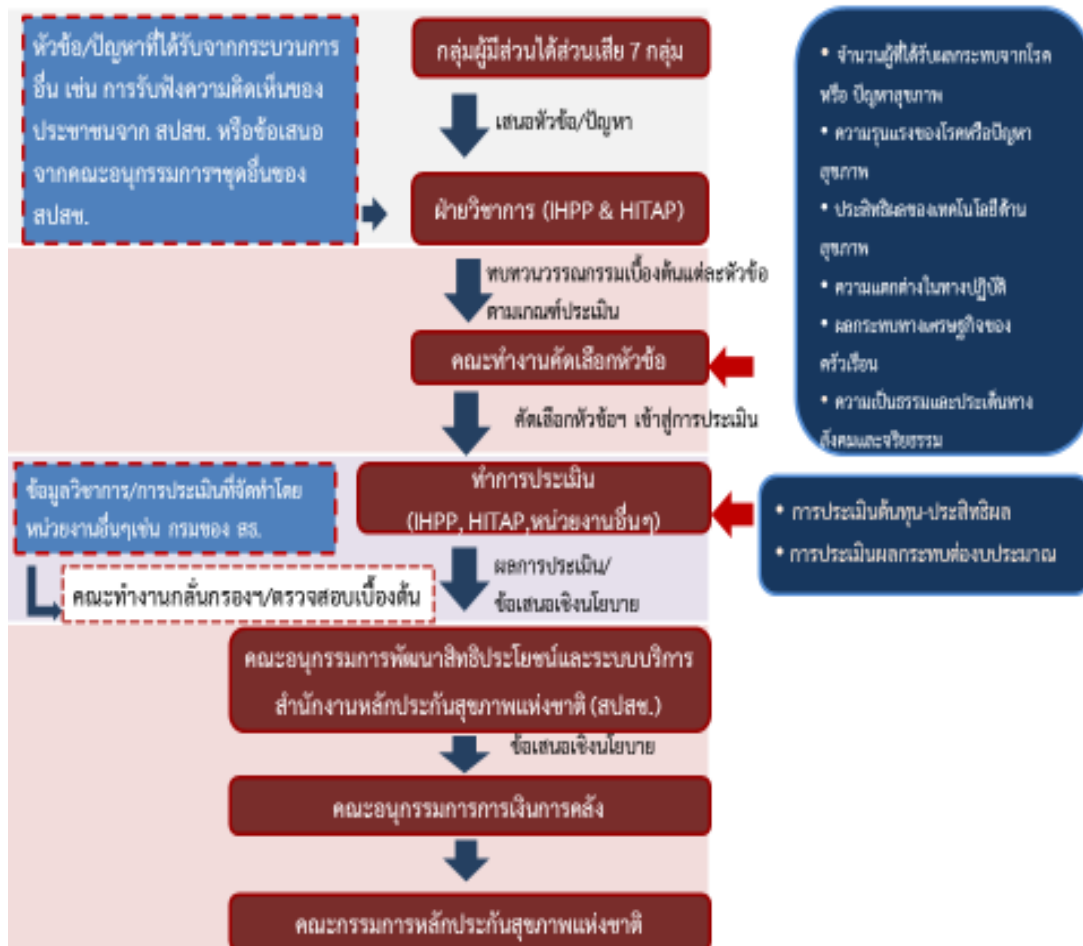 หัวข้อ/ปัญหาที่ได้รับจากกระบวนการ
อื่น เช่น การรับฟังความคิดเห็นของ
ประชาชนจาก สปสช. หรือข้อเสนอ
จากคณะอนุกรรมการฯชุดอื่นของ
สปสช.
กลุ่มผู้มีส่วนได้ส่วนเสีย 7 กลุ่ม
เสนอหัวข้อ/ปัญหา
ฝ่ายวิชาการ (IHPP & HITAP)
ทบทวนวรรณกรรมเบื้องต้นแต่ละหัวข้อ
ตามเกณฑ์ประเมิน
คณะทำงานคัดเลือกหัวข้อ
• จำนวนผู้ที่ได้รับผลกระทบจากโรค
หรือ ปัญหาสุขภาพ
• ความรุนแรงของโรคหรือปัญหา
สุขภาพ
• ประสิทธิผลของเทคโนโลยีด้าน
สุขภาพ
• ความแตกต่างในทางปฏิบัติ
• ผลกระทบทางเศรษฐกิจของ
ครัวเรือน
• ความเป็นธรรมและประเด็นทาง
สังคมและจริยธรรม
คัดเลือกหัวข้อฯ เข้าสู่การประเมิน
ข้อมูลวิชาการ/การประเมินที่จัดทำโดย
หน่วยงานอื่นๆเช่น กรมของ สธ.
คณะทำงานกลั่นกรองฯ/ตรวจสอบเบื้องต้น
ทำการประเมิน
(IHPP, HITAP,หน่วยงานอื่นๆ)
• การประเมินต้นทุน-ประสิทธิผล
• การประเมินผลกระทบต่องบประมาณ
ผลการประเมิน/
ข้อเสนอเชิงนโยบาย
คณะอนุกรรมการพัฒนาสิทธิประโยชน์และระบบบริการ
สำนักงานหลักประกันสุขภาพแห่งชาติ (สปสช.)
ข้อเสนอเชิงนโยบาย
คณะอนุกรรมการการเงินการคลัง
คณะกรรมการหลักประกันสุขภาพแห่งชาติ